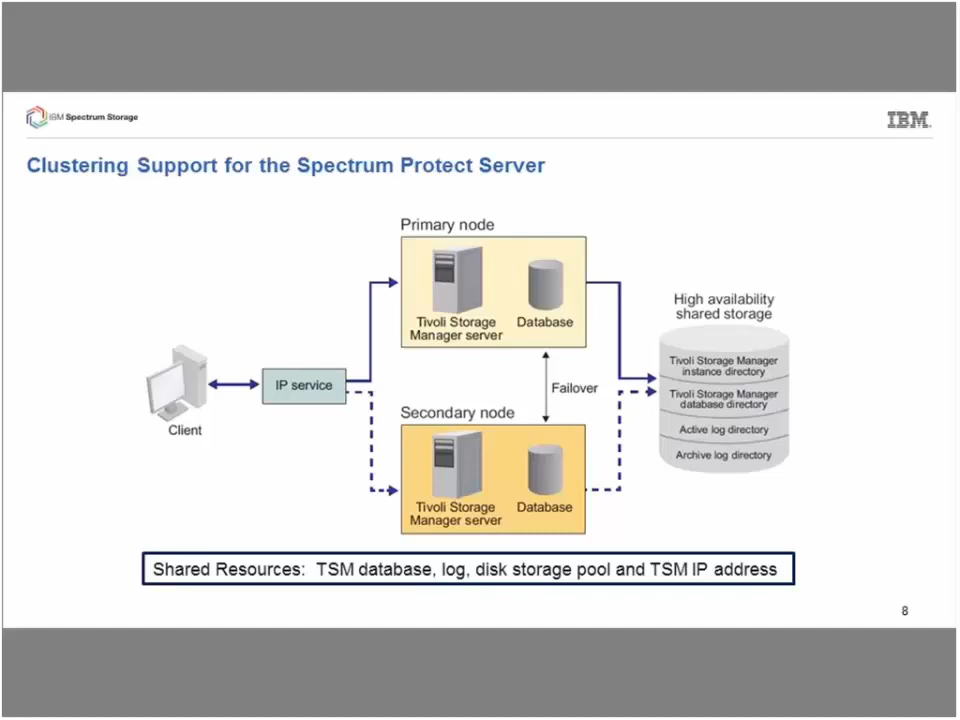 IBM Spectrum Storage
IBM
Clustering Support for the Spectrum Protect Server
Primary node
Tivoli Storage
Manager server
Database
High availability
shared storage
Tivoli Storage Manager
instance directory
Tivoli Storage Manager
database directory
Active log directory
Archive log directory
IP service
Client
Failover
Secondary node
Tivoli Storage
Manager server
Database
Shared Resources: TSM database, log, disk storage pool and TSM IP address
8